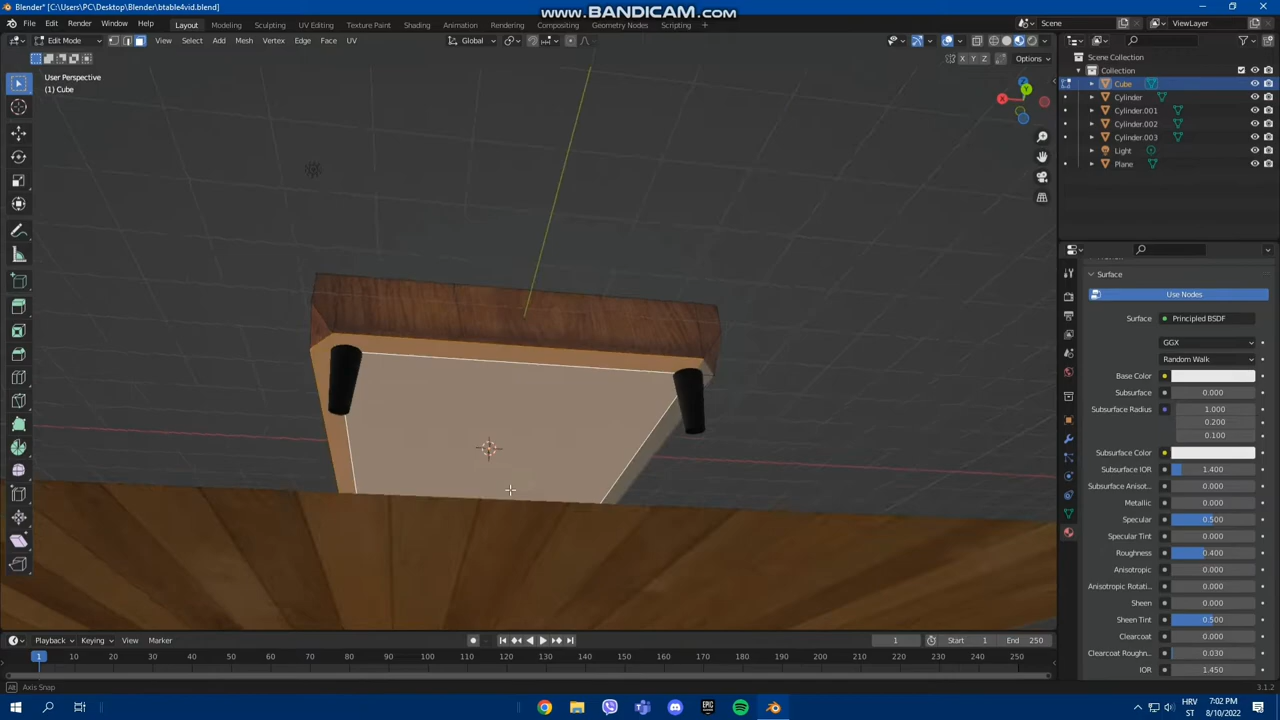 Blender* [C:\Users\PC\Desktop\Blender\btable4vid.blend]
www.BANDICAM.com
File Edit Render Window Help Layout Modeling Sculpting UV Editing Texture Paint Shading Animation Rendering Compositing Geometry Nodes Scripting Scene ViewLayer
Edit Mode View Select Add Mesh Vertex Edge Face UV Global
X Y Z Options
User Perspective
(1) Cube
Scene Collection
Collection
Cube
Cylinder
Cylinder.001
Cylinder.002
Cylinder.003
Light
Plane
X
Y
Z
Surface
Use Nodes
Surface Principled BSDF
GGX
Random Walk
Base Color
Subsurface 0.000
Subsurface Radius 1.000
0.200
0.100
Subsurface Color
Subsurface IOR 1.400
Subsurface Anisot... 0.000
Metallic 0.000
Specular 0.500
Specular Tint 0.000
Roughness 0.400
Anisotropic 0.000
Anisotropic Rotati... 0.000
Sheen 0.000
Sheen Tint 0.500
Clearcoat 0.000
Clearcoat Roughn... 0.030
IOR 1.450
Playback Keying View Marker 1 Start 1 End 250
1 10 20 30 40 50 60 70 80 90 100 110 120 130 140 150 160 170 180 190 200 210 220 230 240 250
Alt Axis Snap 3.1.2
EPIC
HRV 7:02 PM
ST 8/10/2022